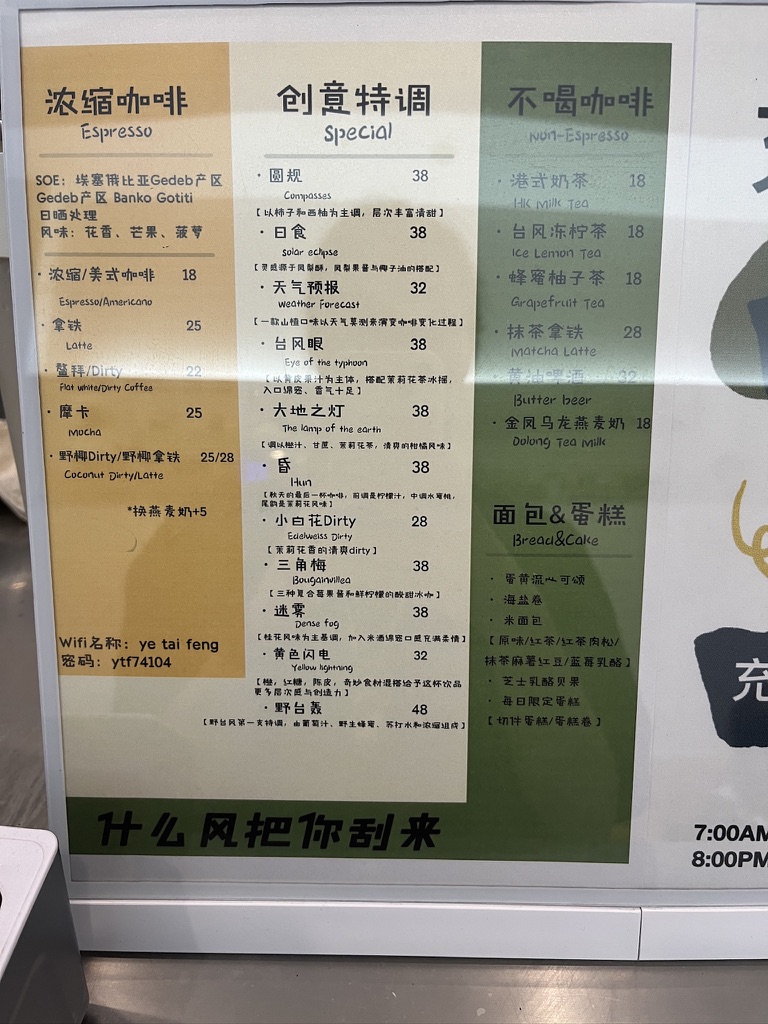 浓缩咖啡
Espresso
SOE：埃塞俄比亚Gedeb产区
Gedeb产区 Banko Gotiti
日晒处理
风味：花香、芒果、菠萝
· 浓缩/美式咖啡 18
Espresso/Americano
· 拿铁 25
Latte
· 螯拜/Dirty 22
Flat white/Dirty Coffee
· 摩卡 25
Mocha
· 野椰Dirty/野椰拿铁 25/28
Coconut Dirty/Latte
*换燕麦奶+5
Wifi名称：ye tai feng
密码：ytf74104
创意特调
Special
· 圆规 38
Compasses
【以柿子和西柚为主调，层次丰富清甜】
· 日食 38
Solar eclipse
【灵感源于凤梨酥，凤梨果酱与椰子油的搭配】
· 天气预报 32
Weather Forecast
【一款山楂口味以天气莫测来演变咖啡变化过程】
· 台风眼 38
Eye of the typhoon
【以黄皮果汁为主体，搭配茉莉花茶冰摇，
入口绵密、香气十足】
· 大地之灯 38
The lamp of the earth
【调以橙汁、甘蔗、茉莉花茶，清爽的柑橘风味】
· 昏 38
Hun
【秋天的最后一杯咖啡，前调是柠檬汁，中调水蜜桃，
尾韵是茉莉花风味】
· 小白花Dirty 28
Edelweiss Dirty
【茉莉花香的清爽dirty】
· 三角梅 38
Bougainvillea
【三种复合莓果酱和鲜柠檬的酸甜冰咖】
· 迷雾 38
Dense fog
【桂花风味为主基调，加入米酒绵密口感充满柔情】
· 黄色闪电 32
Yellow lightning
【橙，红糖，陈皮，奇妙食材混搭给予这杯饮品
更多层次感与创造力】
· 野台轰 48
【野台风第一支特调，由葡萄汁、野生蜂蜜、苏打水和浓缩组成】
不喝咖啡
Nun-Espresso
· 港式奶茶 18
HK Milk Tea
· 台风冻柠茶 18
Ice Lemon Tea
· 蜂蜜柚子茶 18
Grapefruit Tea
· 抹茶拿铁 28
Matcha Latte
· 黄油啤酒 32
Butter beer
· 金凤乌龙燕麦奶 18
Oolong Tea Milk
面包&蛋糕
Bread&Cake
· 蛋黄流心可颂
· 海盐卷
· 米面包
【原味/红茶/红茶肉松/
抹茶麻薯红豆/蓝莓乳酪】
· 芝士乳酪贝果
· 每日限定蛋糕
【切件蛋糕/蛋糕卷】
什么风把你刮来
充
7:00AM
8:00PM